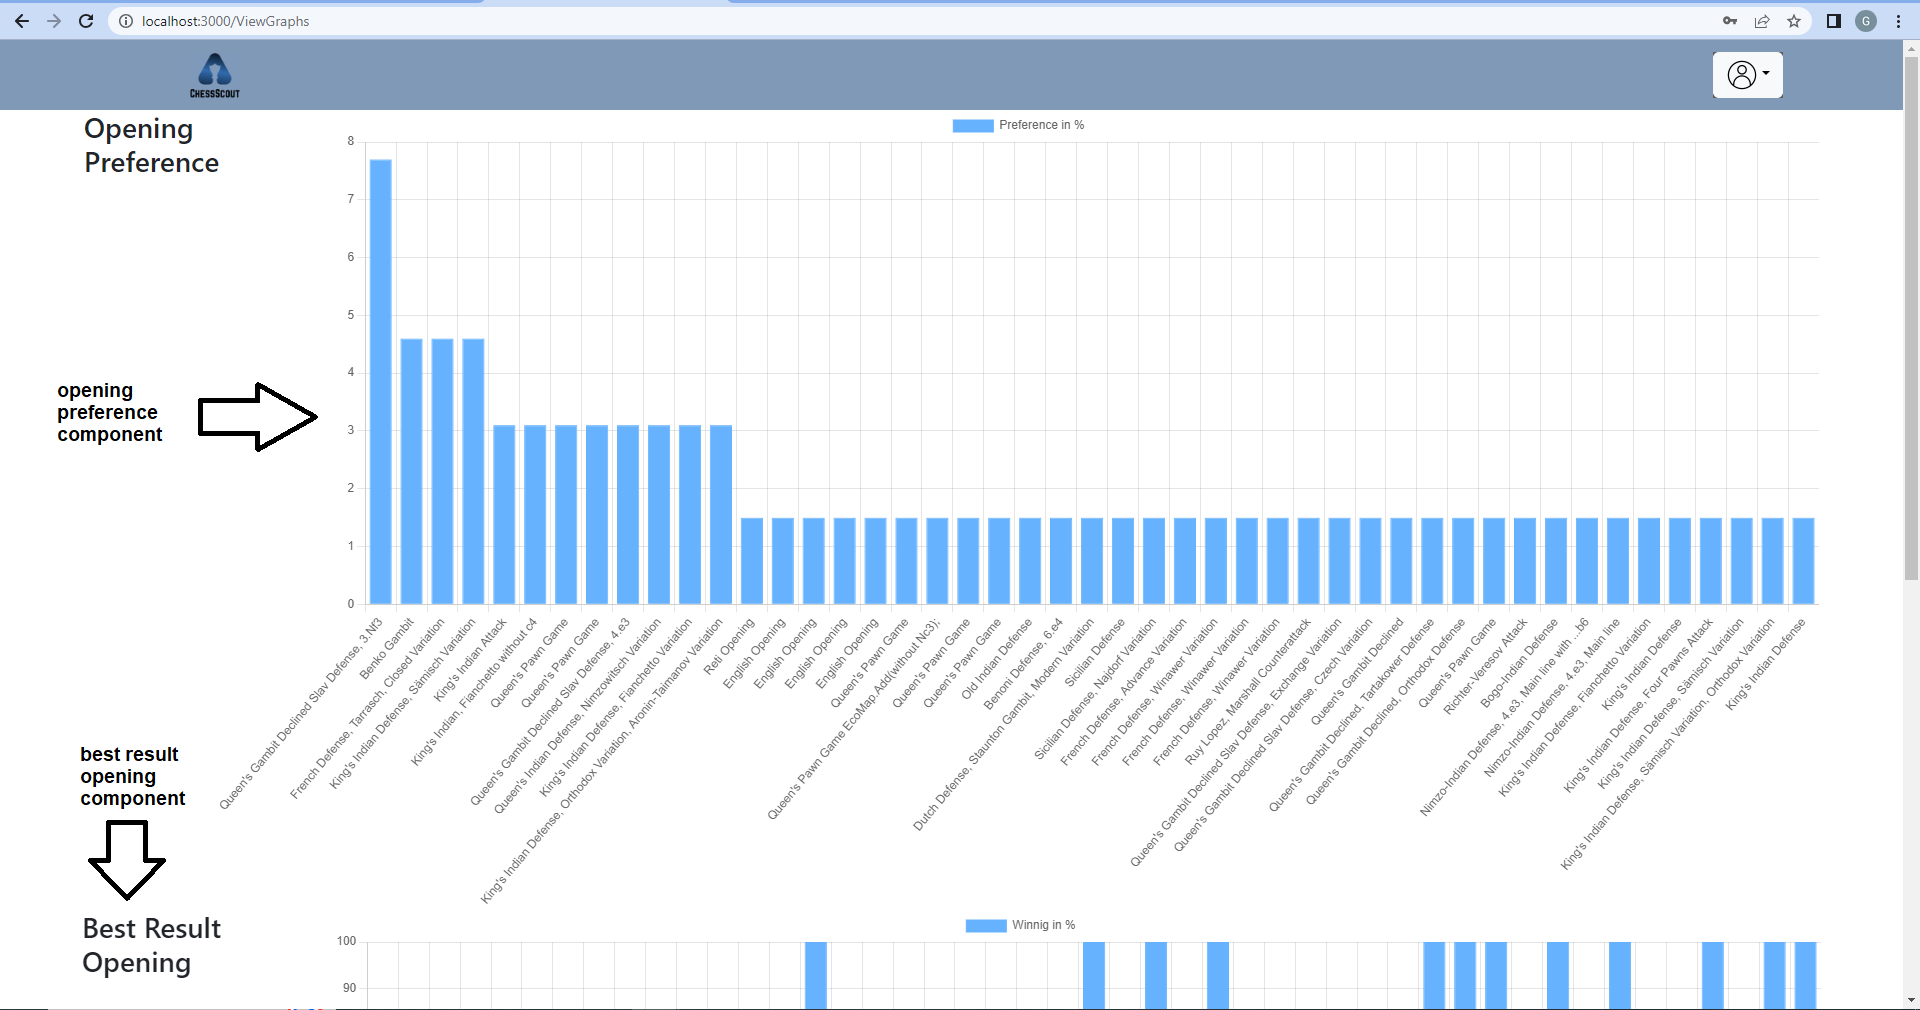 localhost:3000/ViewGraphs
G
CHESSSCOUT
Opening
Preference
Preference in %
8
7
6
5
4
3
2
1
0
opening
preference
component
Queen's Gambit Declined Slav Defense, 3.Nf3
Benko Gambit
French Defense, Tarrasch, Closed Variation
King's Indian Defense, Sämisch Variation
King's Indian Attack
King's Indian, Fianchetto without c4
Queen's Pawn Game
Queen's Pawn Game
Queen's Gambit Declined Slav Defense, 4.e3
Queen's Indian Defense, Nimzowitsch Variation
King's Indian Defense, Fianchetto Variation
King's Indian Defense, Orthodox Variation, Aronin-Taimanov Variation
Reti Opening
English Opening
English Opening
English Opening
English Opening
Queen's Pawn Game
Queen's Pawn Game EcoMap.Add(without Nc3);
Queen's Pawn Game
Queen's Pawn Game
Old Indian Defense
Benoni Defense, 6.e4
Dutch Defense, Staunton Gambit, Modern Variation
Sicilian Defense
Sicilian Defense, Najdorf Variation
French Defense, Advance Variation
French Defense, Winawer Variation
French Defense, Winawer Variation
French Defense, Winawer Variation
Ruy Lopez, Marshall Counterattack
Queen's Gambit Declined Slav Defense, Exchange Variation
Queen's Gambit Declined Slav Defense, Czech Variation
Queen's Gambit Declined
Queen's Gambit Declined, Tartakower Defense
Queen's Gambit Declined, Orthodox Defense
Queen's Pawn Game
Richter-Veresov Attack
Bogo-Indian Defense
Nimzo-Indian Defense, 4.e3, Main line with ...b6
Nimzo-Indian Defense, 4.e3, Main line
King's Indian Defense, Fianchetto Variation
King's Indian Defense
King's Indian Defense, Four Pawns Attack
King's Indian Defense, Sämisch Variation
King's Indian Defense, Sämisch Variation, Orthodox Variation
King's Indian Defense
best result
opening
component
Best Result
Opening
Winnig in %
100
90